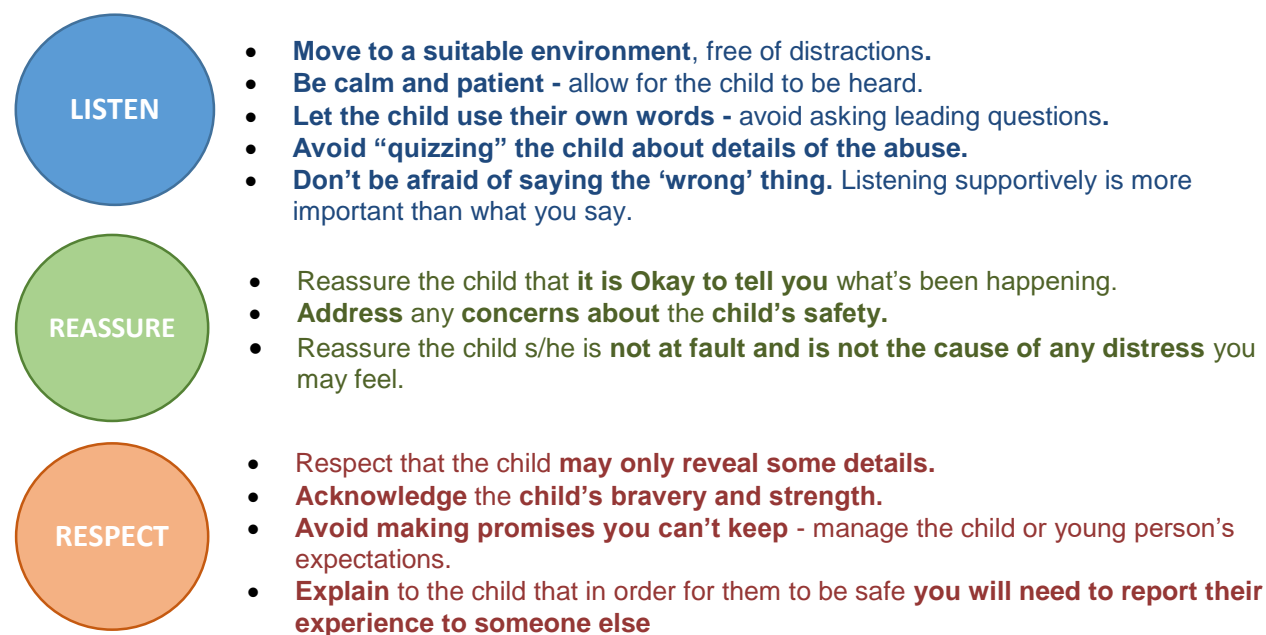 LISTEN
• Move to a suitable environment, free of distractions.
• Be calm and patient - allow for the child to be heard.
• Let the child use their own words - avoid asking leading questions.
• Avoid “quizzing” the child about details of the abuse.
• Don’t be afraid of saying the ‘wrong’ thing. Listening supportively is more
important than what you say.
REASSURE
• Reassure the child that it is Okay to tell you what’s been happening.
• Address any concerns about the child’s safety.
• Reassure the child s/he is not at fault and is not the cause of any distress you
may feel.
RESPECT
• Respect that the child may only reveal some details.
• Acknowledge the child’s bravery and strength.
• Avoid making promises you can’t keep - manage the child or young person’s
expectations.
• Explain to the child that in order for them to be safe you will need to report their
experience to someone else